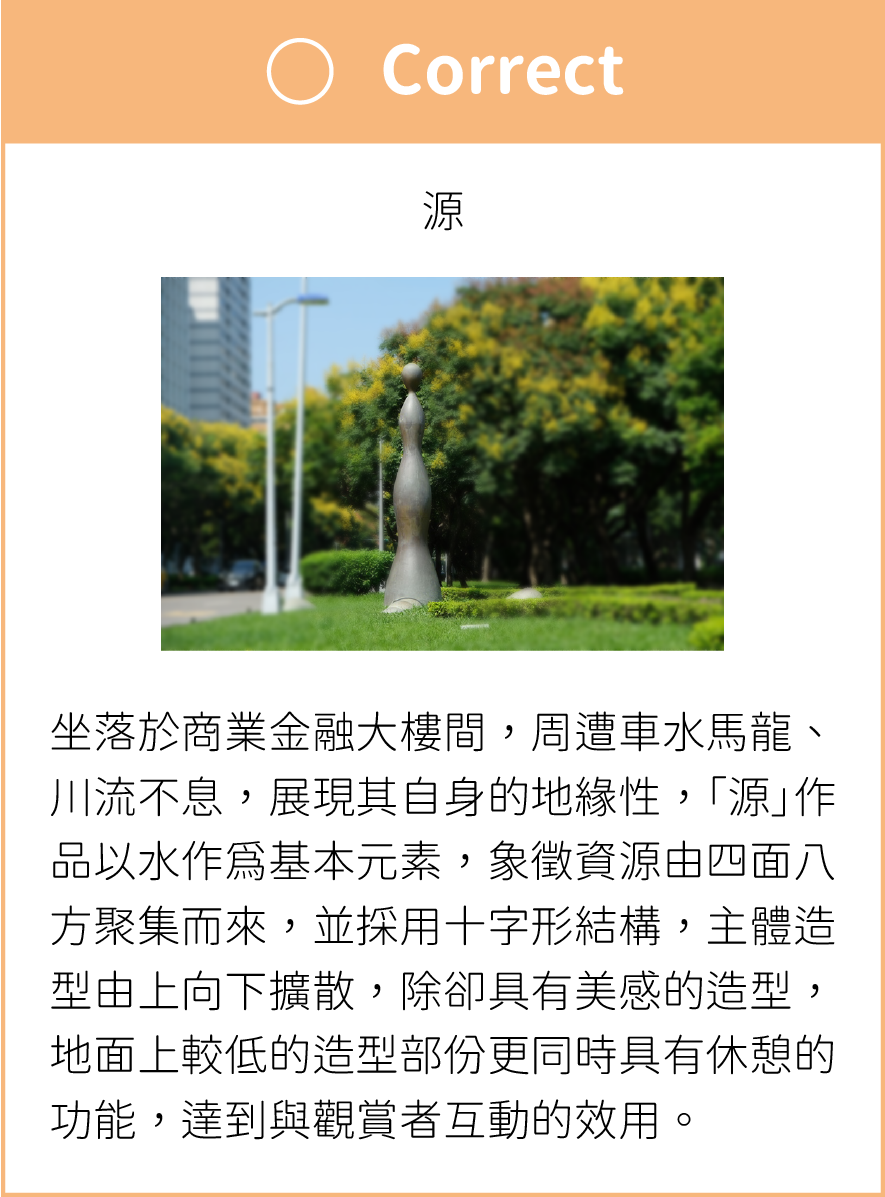 Correct
源
坐落於商業金融大樓間，周遭車水馬龍、
川流不息，展現其自身的地緣性，「源」作
品以水作爲基本元素，象徵資源由四面八
方聚集而來，並採用十字形結構，主體造
型由上向下擴散，除卻具有美感的造型，
地面上較低的造型部份更同時具有休憩的
功能，達到與觀賞者互動的效用。